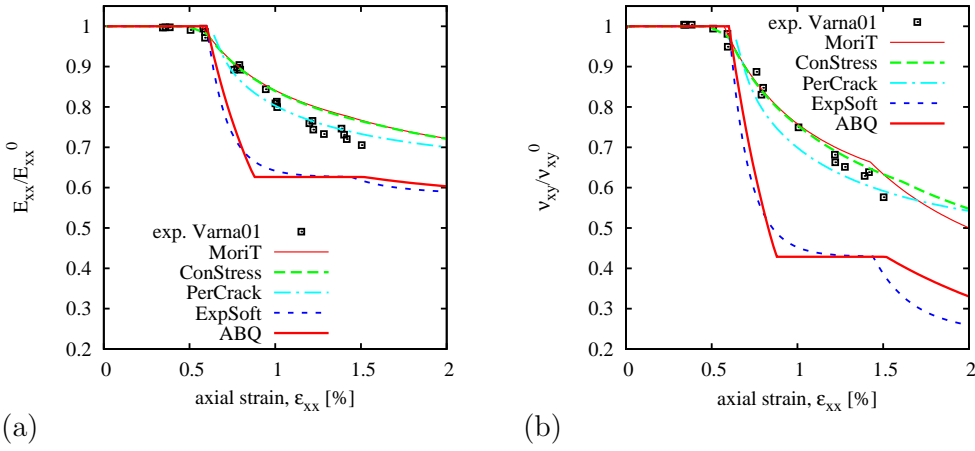 1
0.9
0.8
0.7
0.6
0.5
0.4
0.3
0.2
E_xx/E_xx^0
exp. Varna01
MoriT
ConStress
PerCrack
ExpSoft
ABQ
0 0.5 1 1.5 2
axial strain, ε_xx [%]
(a)
1
0.9
0.8
0.7
0.6
0.5
0.4
0.3
0.2
ν_xy/ν_xy^0
exp. Varna01
MoriT
ConStress
PerCrack
ExpSoft
ABQ
0 0.5 1 1.5 2
axial strain, ε_xx [%]
(b)